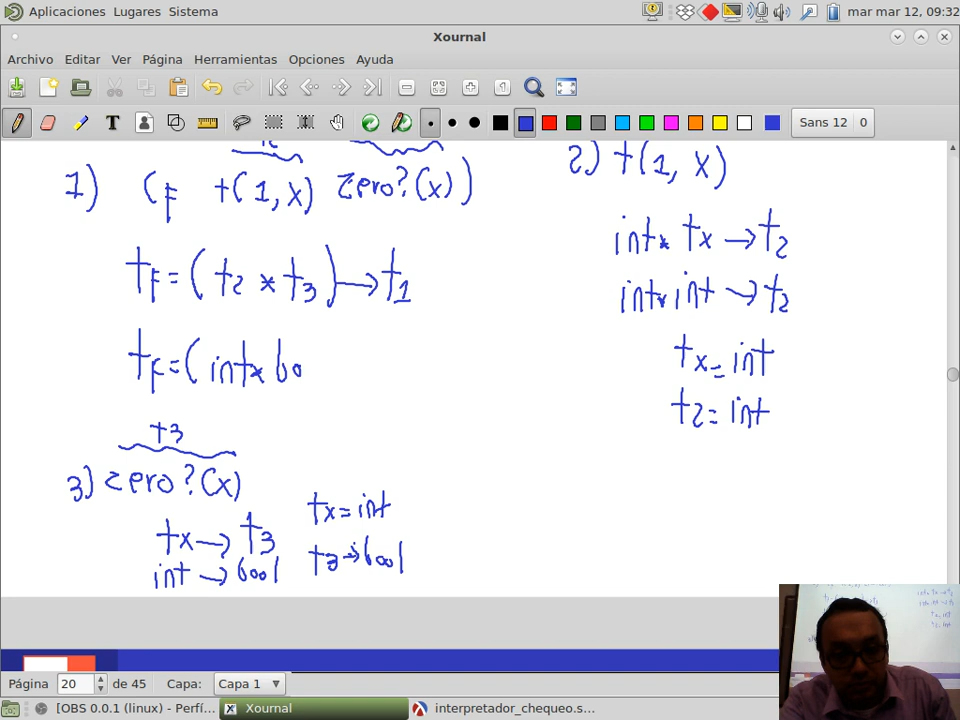 Aplicaciones Lugares Sistema mar mar 12, 09:32
Xournal
Archivo Editar Ver Página Herramientas Opciones Ayuda
Sans 12 0
1) (F +(1, x) zero?(x))
tF = (t2 * t3) → t1
tF = (int * bo
t3
3) zero?(x)
tx → t3
int → bool
tx = int
t3 → bool
2) +(1, x)
int * tx → t2
int * int → t2
tx = int
t2 = int
Página 20 de 45 Capa: Capa 1
[OBS 0.0.1 (linux) - Perfí... Xournal interpretador_chequeo.s...